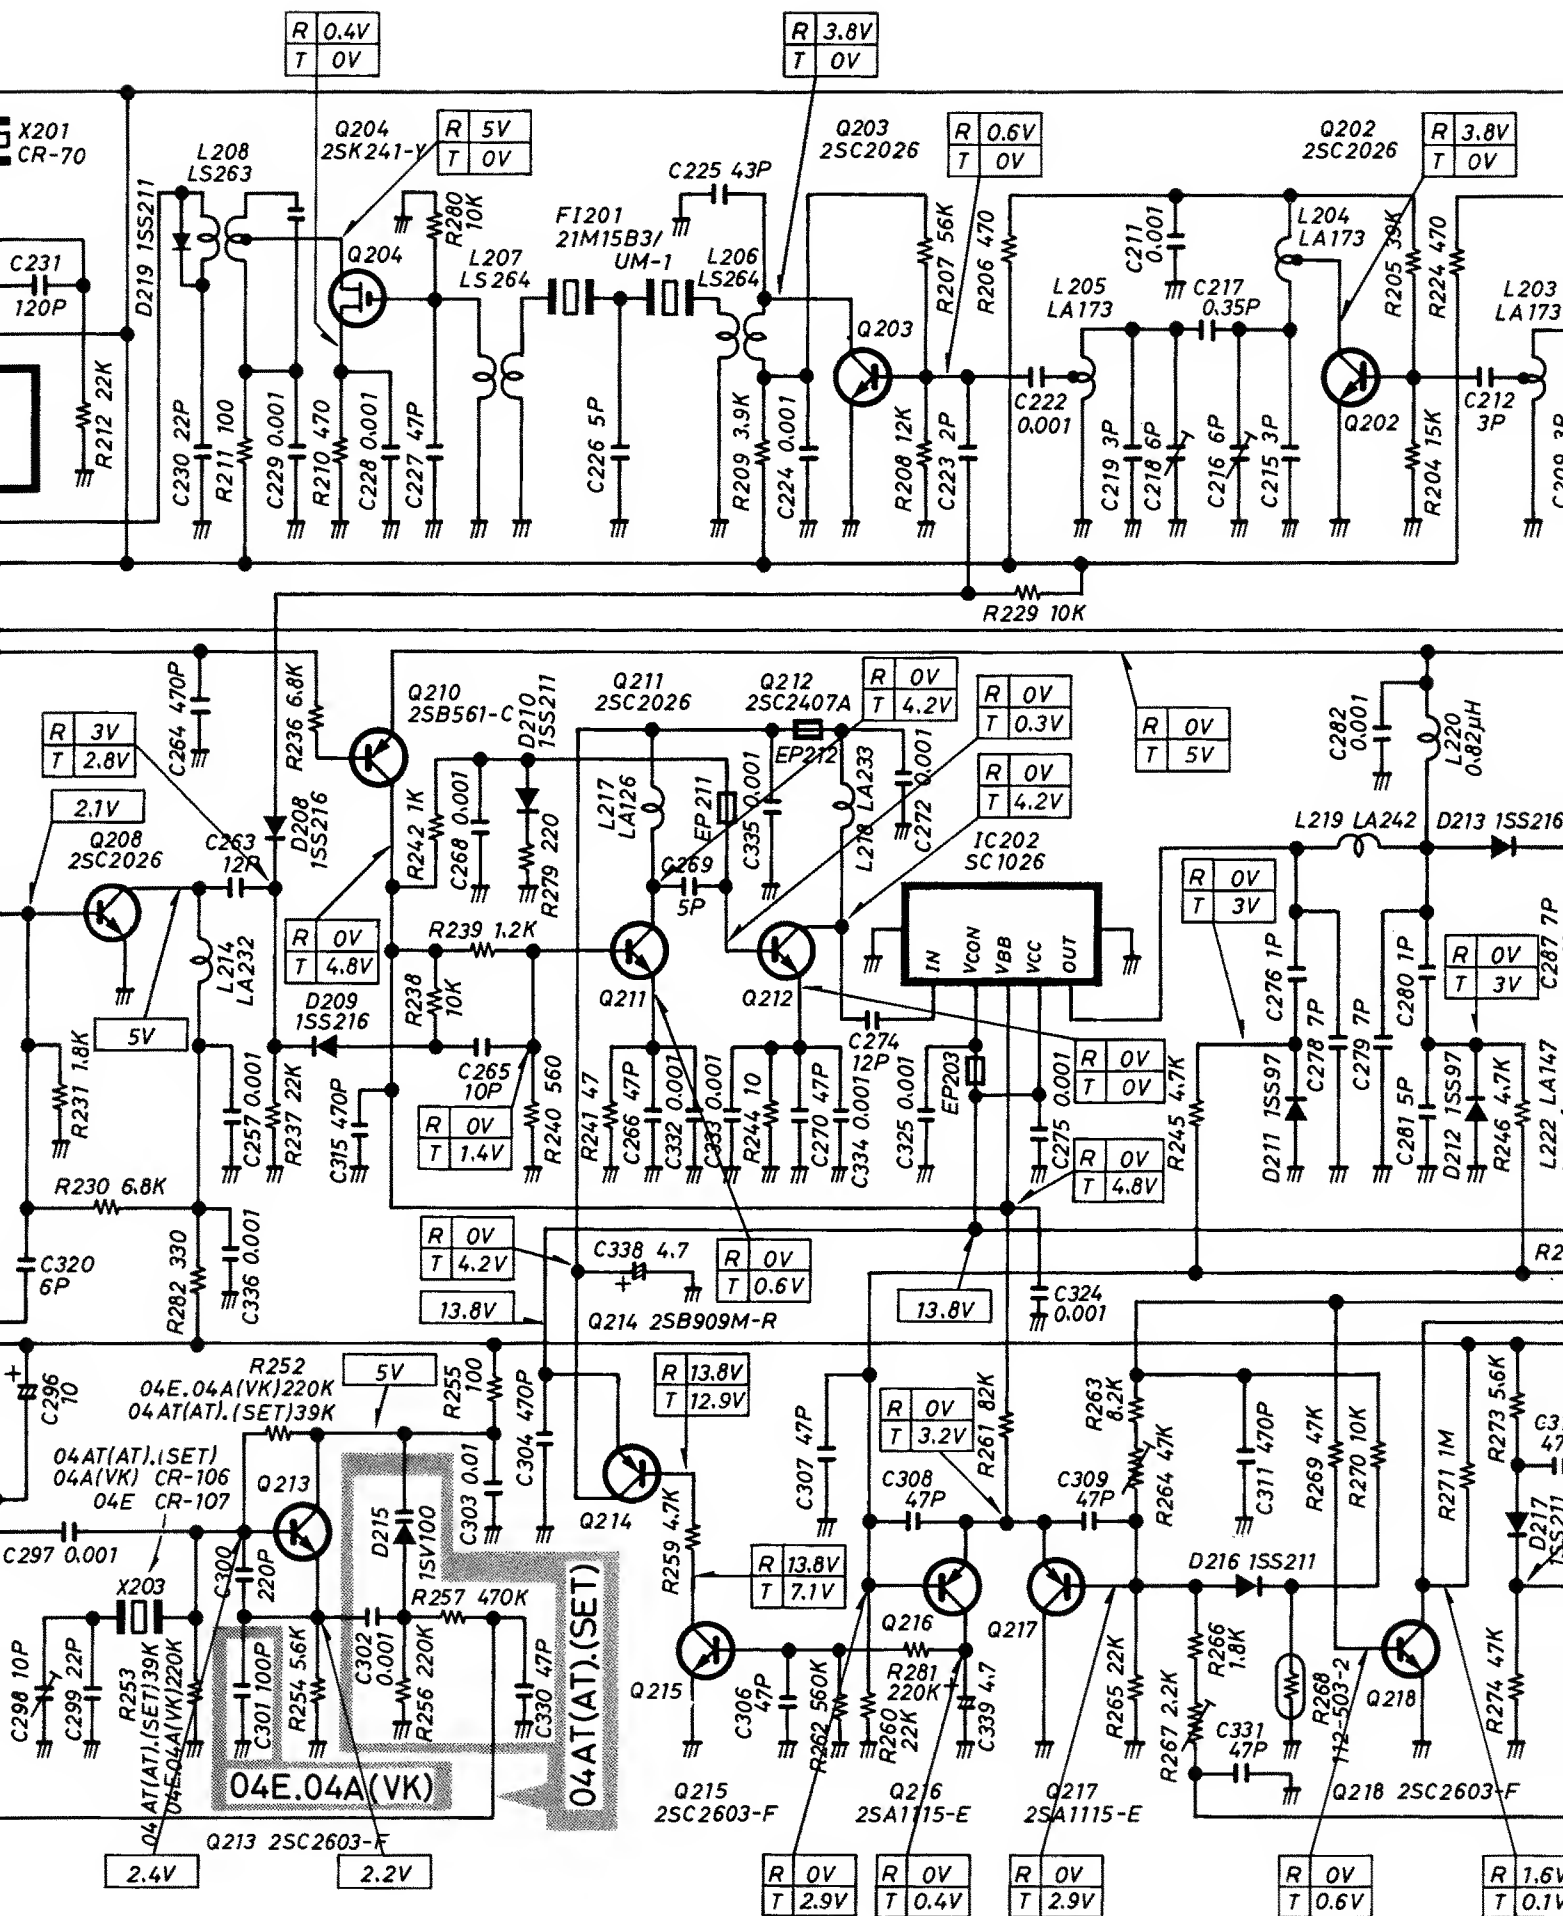 R 0.4V
T 0V
R 3.8V
T 0V
X201
CR-70
L208
LS263
D219 1SS211
Q204
2SK241-Y
R 5V
T 0V
C225 43P
Q203
2SC2026
R 0.6V
T 0V
Q202
2SC2026
R 3.8V
T 0V
C231
120P
R212 22K
Q204
R280
10K
L207
LS264
FI201
21M15B3/
UM-1
L206
LS264
Q203
R207 56K
R206 470
L205
LA173
C211
0.001
C217
0.35P
L204
LA173
R205 39K
R224 470
L203
LA173
C230 22P
R211 100
C229 0.001
R210 470
C228 0.001
C227 47P
C226 5P
R209 3.9K
C224 0.001
R208 12K
C223 2P
C222
0.001
C219 3P
C218 6P
C216 6P
C215 3P
Q202
R204 15K
C212
3P
C209 3P
R229 10K
C264 470P
R236 6.8K
Q210
2SB561-C
D210
1SS211
Q211
2SC2026
Q212
2SC2407A
R 0V
T 4.2V
R 0V
T 0.3V
R 0V
T 5V
C282
0.001
L220
0.82µH
R 3V
T 2.8V
2.1V
Q208
2SC2026
C263
12P
D208
1SS216
R242 1K
C268 0.001
R279 220
L217
LA126
EP211
C335 0.001
EP212
L218 LA233
C272 0.001
R 0V
T 4.2V
IC202
SC1026
L219 LA242
D213 1SS216
C269
5P
R 0V
T 3V
R 0V
T 4.8V
R239 1.2K
Q211
Q212
IN
VCON
VBB
VCC
OUT
C276 1P
C278 7P
C279 7P
C280 1P
R 0V
T 3V
C287 7P
L214
LA232
5V
D209
1SS216
R238
10K
C265
10P
C274
12P
R231 1.8K
C257 0.001
R237 22K
C315 470P
R 0V
T 1.4V
R240 560
R241 47
C266 47P
C332 0.001
C333 0.001
R244 10
C270 47P
C334 0.001
C325 0.001
EP203
R 0V
T 0V
C275 0.001
R245 4.7K
D211 1SS97
C281 5P
D212 1SS97
R246 4.7K
L222 LA147
R 0V
T 4.8V
R230 6.8K
C320
6P
R282 330
C336 0.001
R 0V
T 4.2V
C338 4.7
+
R 0V
T 0.6V
13.8V
Q214 2SB909M-R
13.8V
C324
0.001
R2
+
C296
10
R252
04E.04A(VK)220K
04AT(AT).(SET)39K
5V
R255
100
C304 470P
R 13.8V
T 12.9V
C307 47P
R 0V
T 3.2V
R261 82K
R263
8.2K
R264 47K
C311 470P
R269 47K
R270 10K
R271 1M
R273 5.6K
04AT(AT).(SET)
04A(VK) CR-106
04E CR-107
Q213
C303 0.01
Q214
C308
47P
C309
47P
C297 0.001
X203
C300
220P
D215
1SV100
R257 470K
R259 4.7K
R 13.8V
T 7.1V
Q216
Q217
D216 1SS211
D217
1SS211
C298 10P
C299 22P
R253
04AT(AT).(SET)39K
04E.04A(VK)220K
C301 100P
R254 5.6K
C302
0.001
R256 220K
C330 47P
04AT(AT).(SET)
Q215
C306
47P
R262 560K
R281
220K
R260
22K
+
C339 4.7
R265 22K
R266
1.8K
R267 2.2K
C331
47P
R268
112-503-2
Q218
R274 47K
04E.04A(VK)
Q215
2SC2603-F
Q216
2SA1115-E
Q217
2SA1115-E
Q218 2SC2603-F
Q213 2SC2603-F
2.4V
2.2V
R 0V
T 2.9V
R 0V
T 0.4V
R 0V
T 2.9V
R 0V
T 0.6V
R 1.6V
T 0.1V